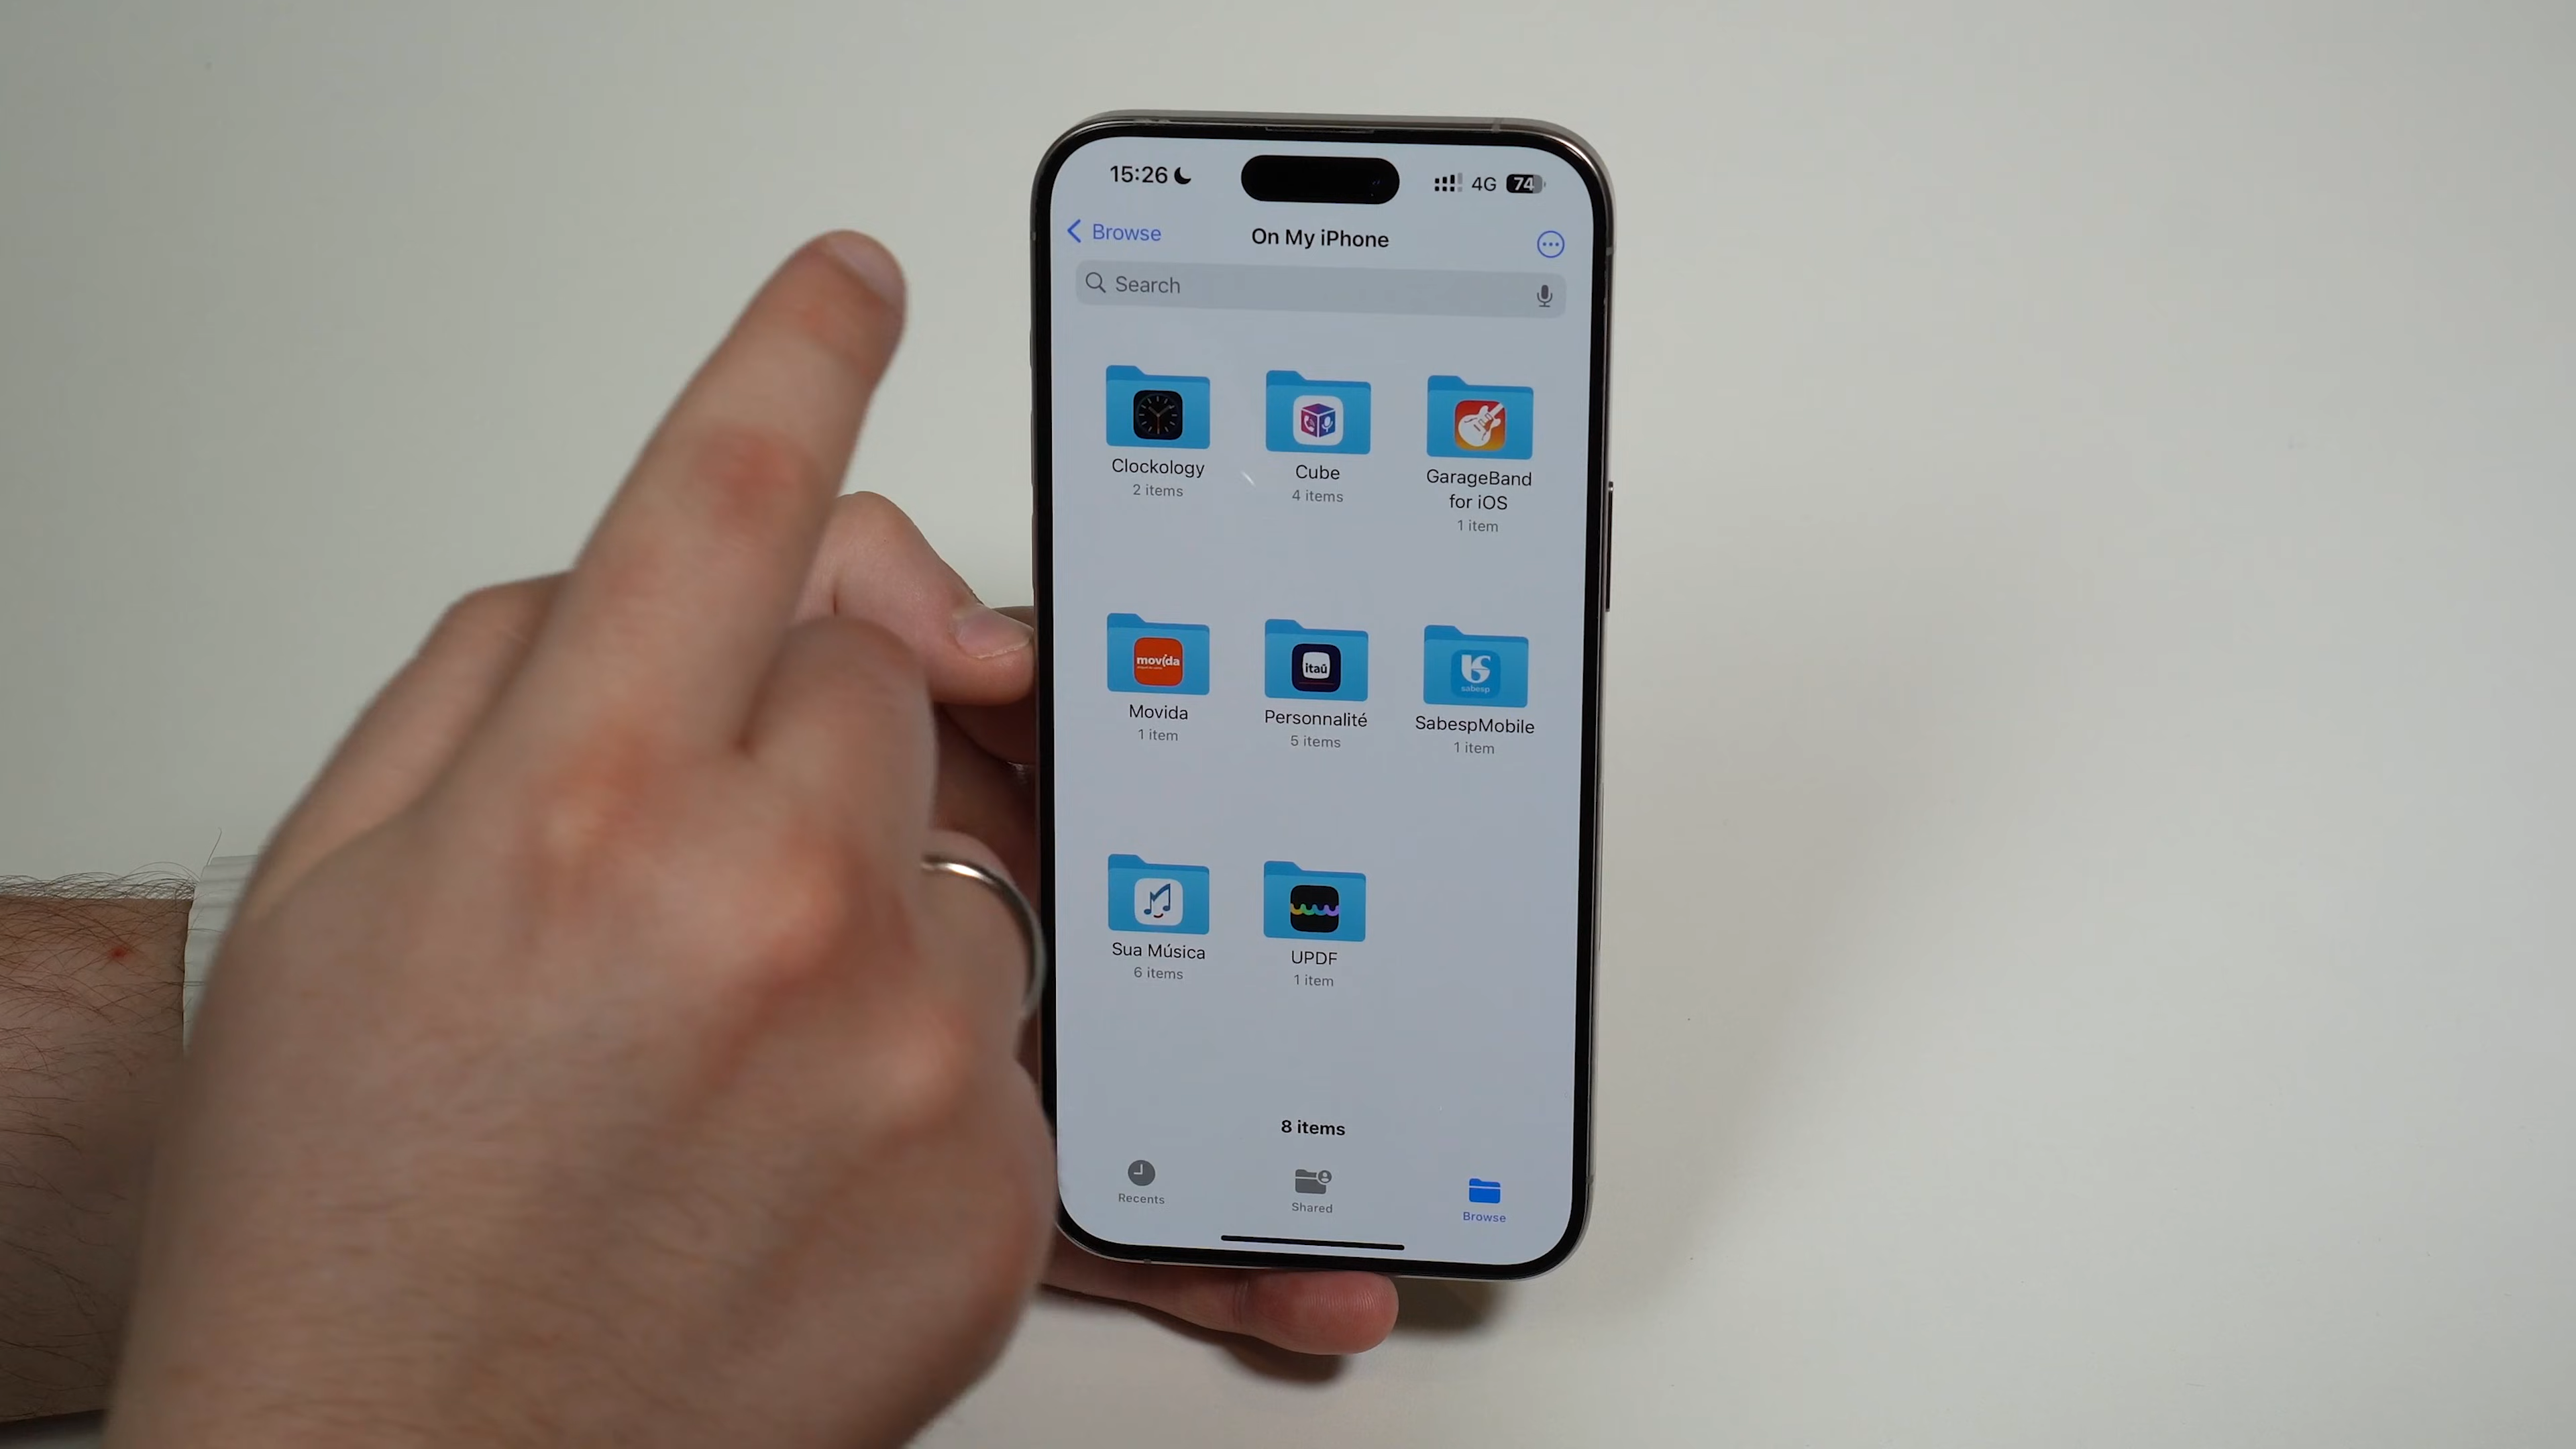 15:26
4G 74
Browse
On My iPhone
Search
Clockology
2 items
Cube
4 items
GarageBand
for iOS
1 item
movida
Movida
1 item
itaú
Personnalité
5 items
sabesp
SabespMobile
1 item
Sua Música
6 items
UPDF
1 item
8 items
Recents
Shared
Browse